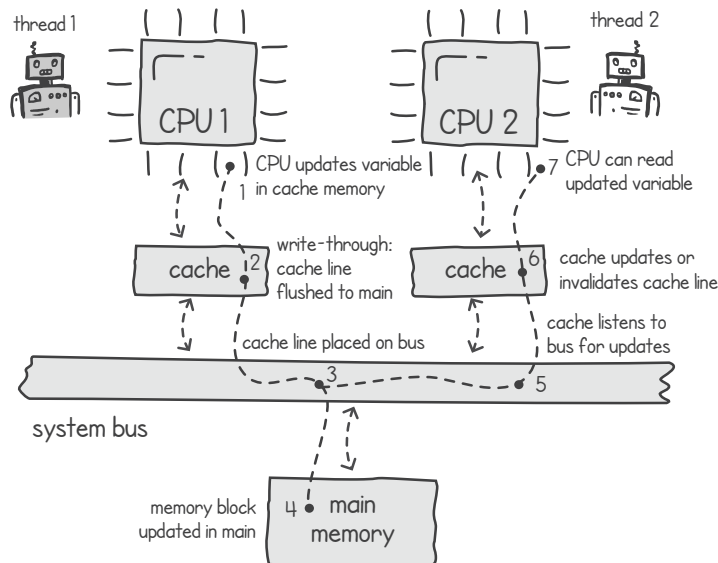 thread 1
thread 2
CPU 1
CPU 2
1
CPU updates variable
in cache memory
7
CPU can read
updated variable
cache
2
write-through:
cache line
flushed to main
cache
6
cache updates or
invalidates cache line
cache line placed on bus
cache listens to
bus for updates
3
5
system bus
memory block
updated in main
4
main
memory